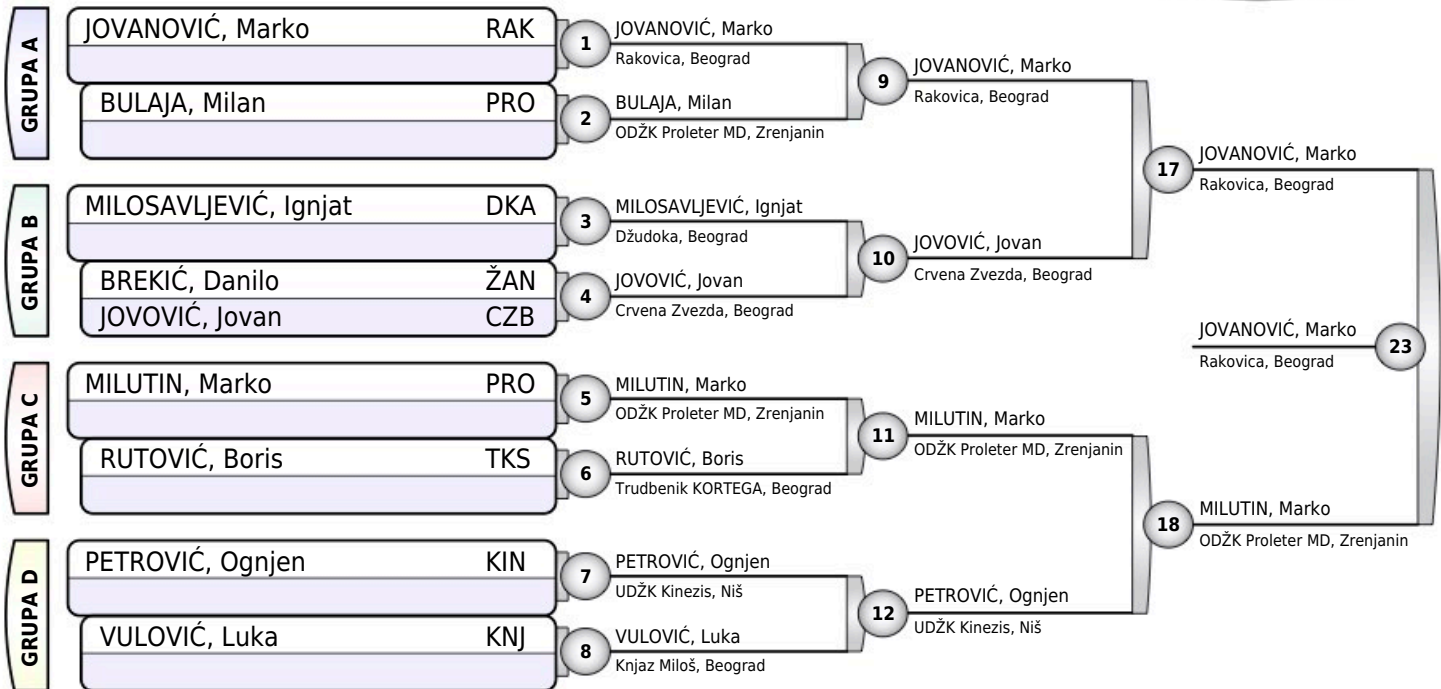 GRUPA A
JOVANOVIĆ, Marko RAK
BULAJA, Milan PRO
1
JOVANOVIĆ, Marko
Rakovica, Beograd
2
BULAJA, Milan
ODŽK Proleter MD, Zrenjanin
9
JOVANOVIĆ, Marko
Rakovica, Beograd
GRUPA B
MILOSAVLJEVIĆ, Ignjat DKA
BREKIĆ, Danilo ŽAN
JOVOVIĆ, Jovan CZB
3
MILOSAVLJEVIĆ, Ignjat
Džudoka, Beograd
4
JOVOVIĆ, Jovan
Crvena Zvezda, Beograd
10
JOVOVIĆ, Jovan
Crvena Zvezda, Beograd
17
JOVANOVIĆ, Marko
Rakovica, Beograd
GRUPA C
MILUTIN, Marko PRO
RUTOVIĆ, Boris TKS
5
MILUTIN, Marko
ODŽK Proleter MD, Zrenjanin
6
RUTOVIĆ, Boris
Trudbenik KORTEGA, Beograd
11
MILUTIN, Marko
ODŽK Proleter MD, Zrenjanin
GRUPA D
PETROVIĆ, Ognjen KIN
VULOVIĆ, Luka KNJ
7
PETROVIĆ, Ognjen
UDŽK Kinezis, Niš
8
VULOVIĆ, Luka
Knjaz Miloš, Beograd
12
PETROVIĆ, Ognjen
UDŽK Kinezis, Niš
18
MILUTIN, Marko
ODŽK Proleter MD, Zrenjanin
JOVANOVIĆ, Marko
Rakovica, Beograd
23